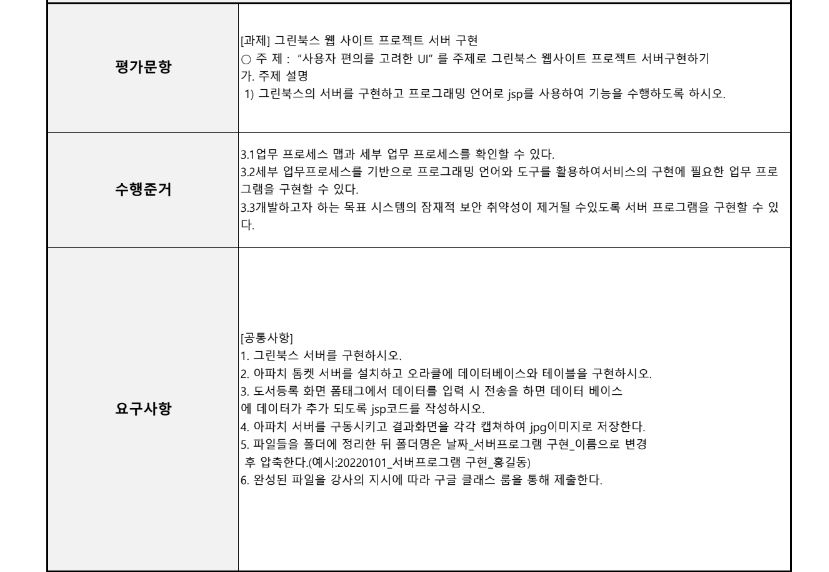 평가문항
[과제] 그린북스 웹 사이트 프로젝트 서버 구현
○ 주 제 : “사용자 편의를 고려한 UI” 를 주제로 그린북스 웹사이트 프로젝트 서버구현하기
가. 주제 설명
1) 그린북스의 서버를 구현하고 프로그래밍 언어로 jsp를 사용하여 기능을 수행하도록 하시오.
수행준거
3.1업무 프로세스 맵과 세부 업무 프로세스를 확인할 수 있다.
3.2세부 업무프로세스를 기반으로 프로그래밍 언어와 도구를 활용하여서비스의 구현에 필요한 업무 프로
그램을 구현할 수 있다.
3.3개발하고자 하는 목표 시스템의 잠재적 보안 취약성이 제거될 수있도록 서버 프로그램을 구현할 수 있
다.
요구사항
[공통사항]
1. 그린북스 서버를 구현하시오.
2. 아파치 톰켓 서버를 설치하고 오라클에 데이터베이스와 테이블을 구현하시오.
3. 도서등록 화면 폼태그에서 데이터를 입력 시 전송을 하면 데이터 베이스
에 데이터가 추가 되도록 jsp코드를 작성하시오.
4. 아파치 서버를 구동시키고 결과화면을 각각 캡쳐하여 jpg이미지로 저장한다.
5. 파일들을 폴더에 정리한 뒤 폴더명은 날짜_서버프로그램 구현_이름으로 변경
후 압축한다.(예시:20220101_서버프로그램 구현_홍길동)
6. 완성된 파일을 강사의 지시에 따라 구글 클래스 룸을 통해 제출한다.